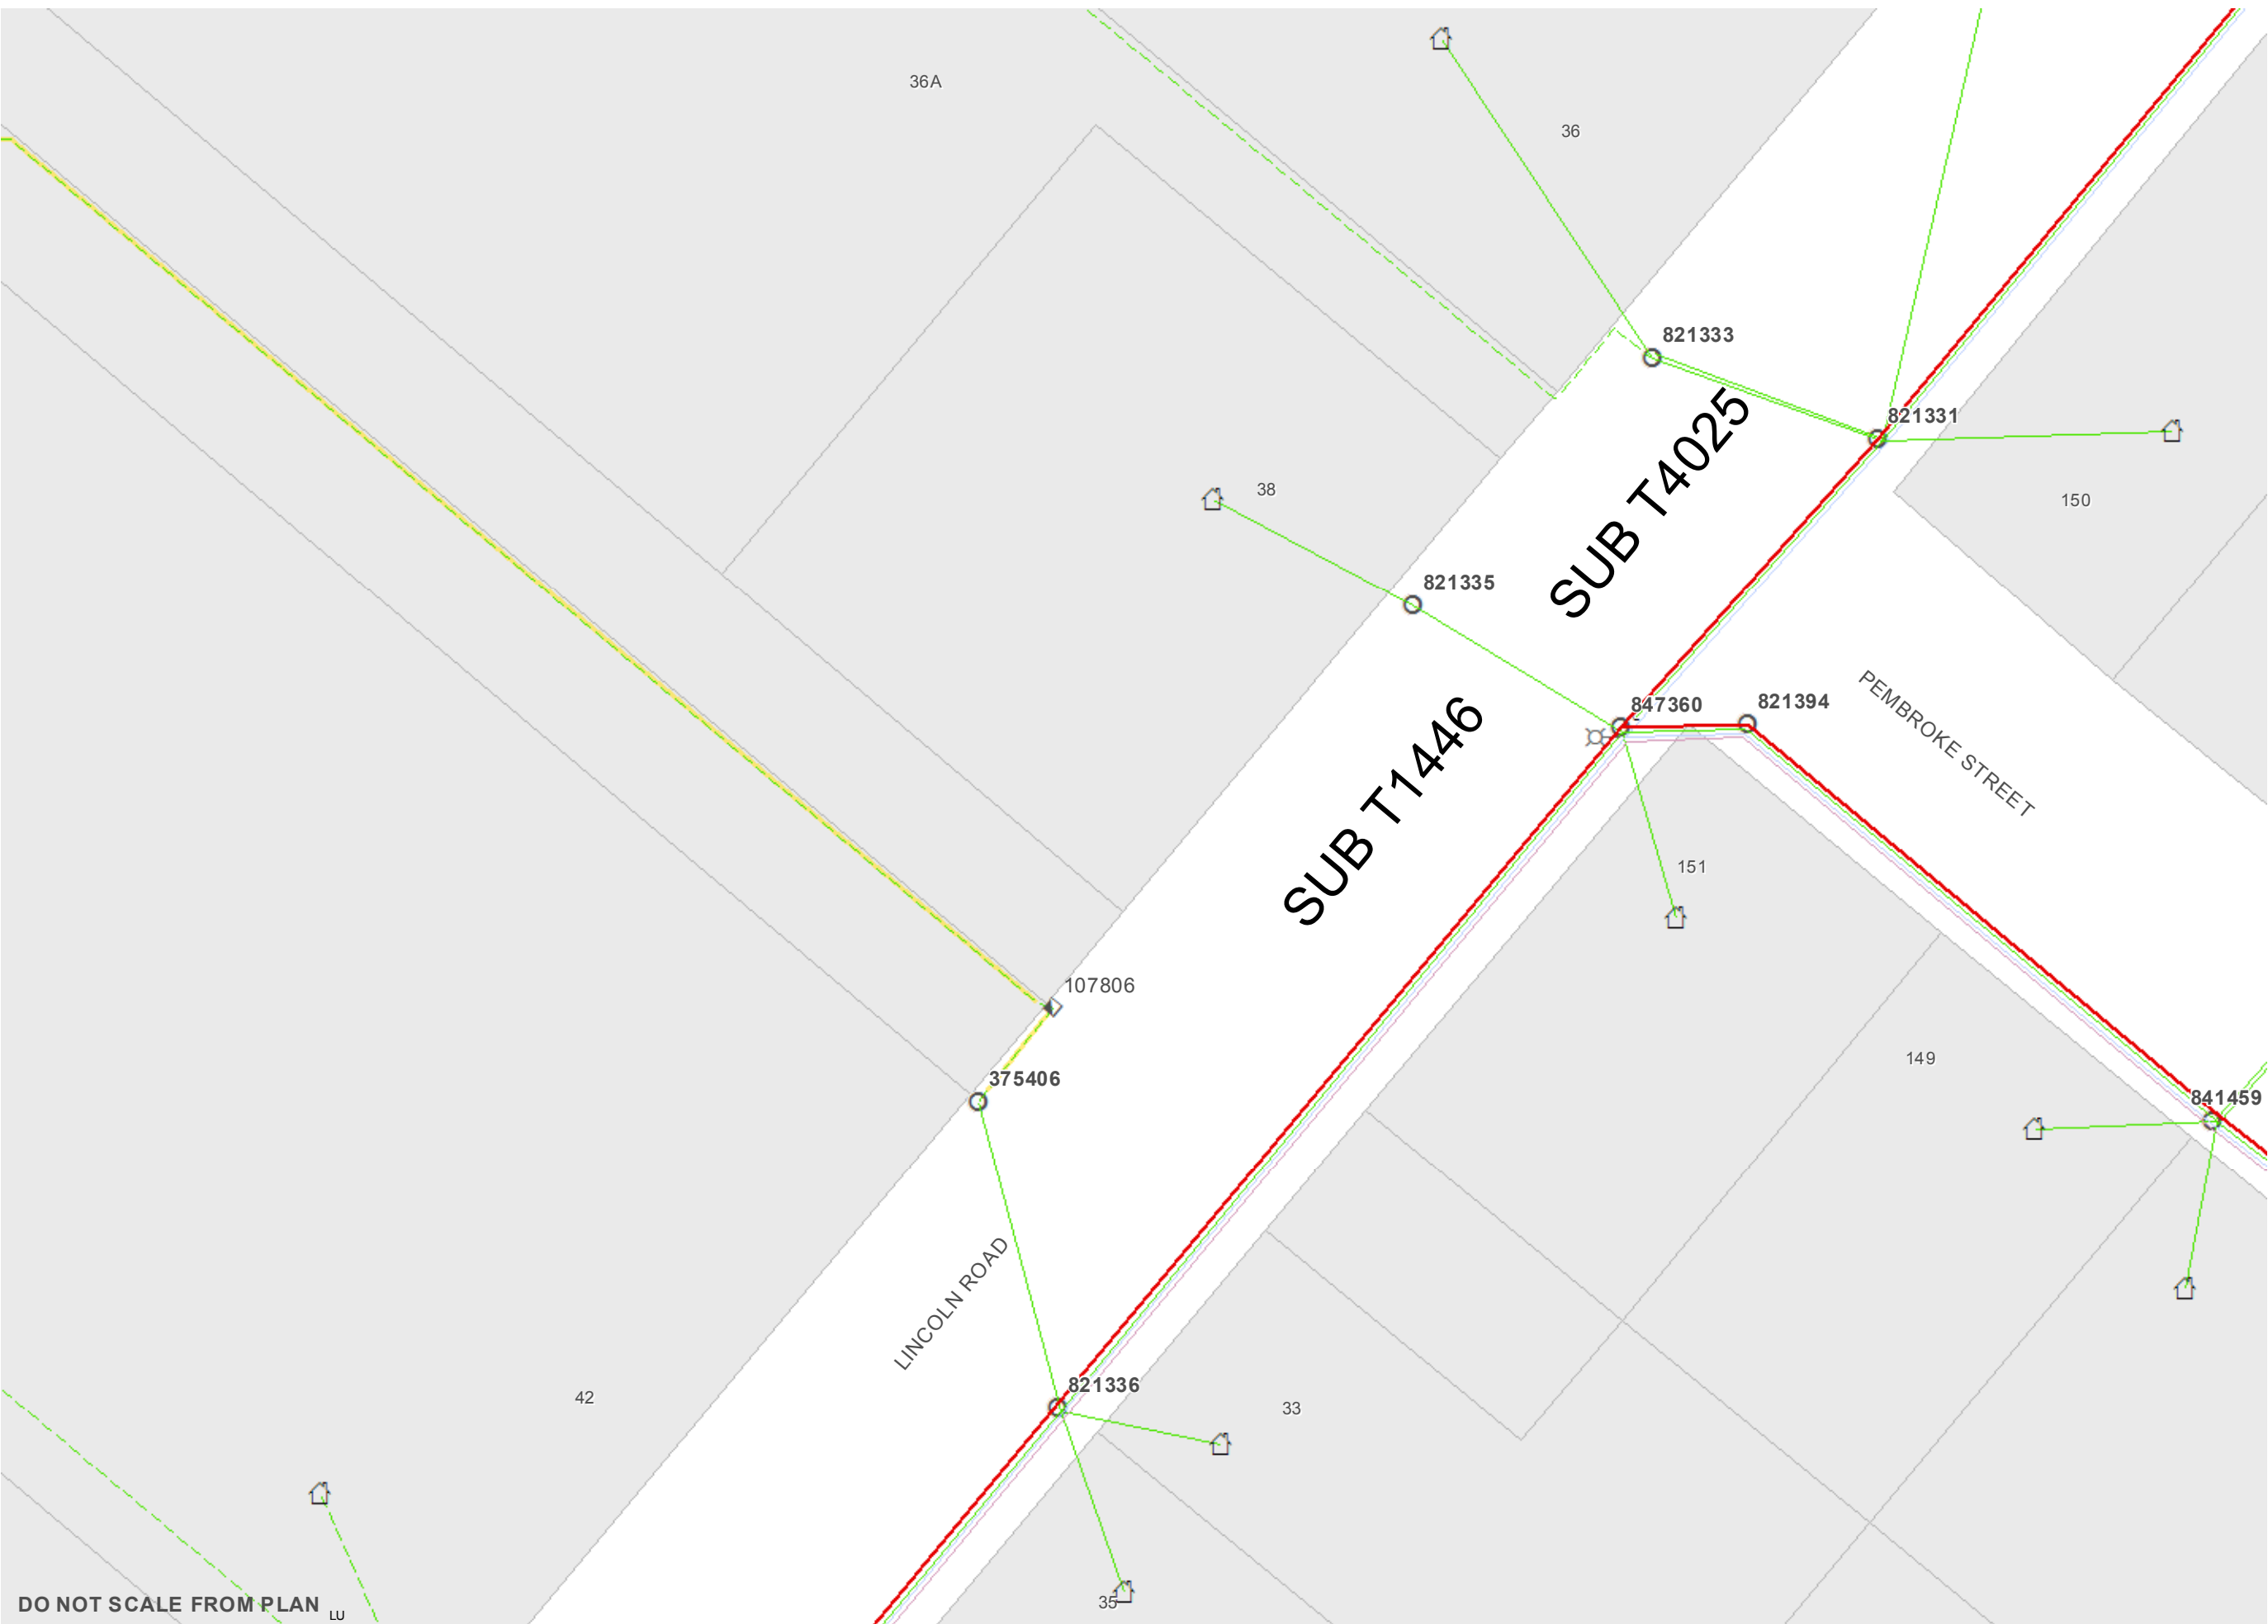 36A
36
821333
821331
38
150
SUB T4025
821335
847360
821394
PEMBROKE STREET
SUB T1446
151
107806
149
375406
841459
LINCOLN ROAD
821336
42
33
35
DO NOT SCALE FROM PLAN
LU